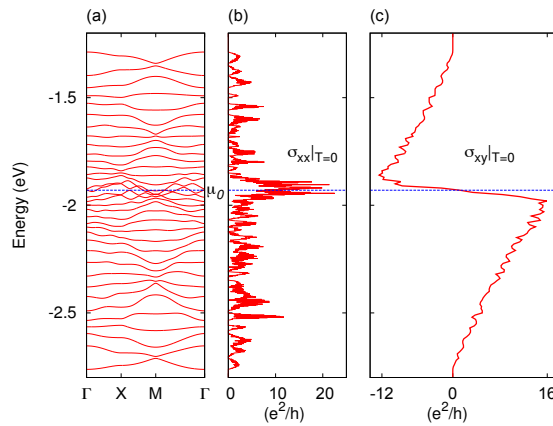 (a) (b) (c)
Energy (eV)
-1.5
-2
-2.5
σxx|T=0
σxy|T=0
μ0
Γ X M Γ
0 10 20
-12 0 16
(e²/h) (e²/h)